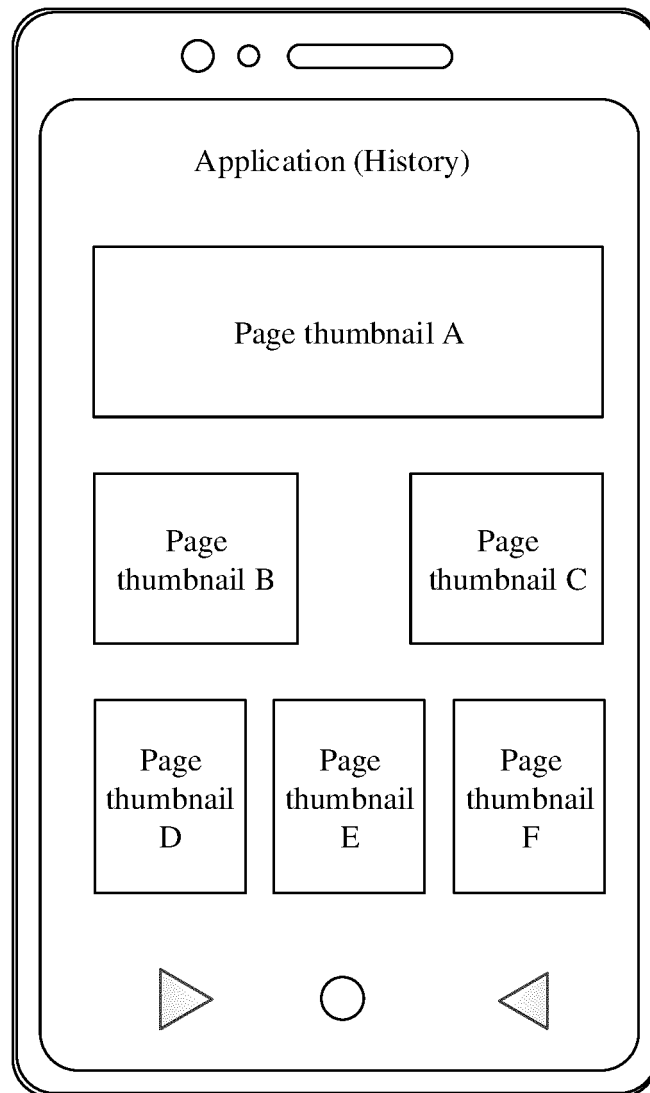 Application (History)
Page thumbnail A
Page
thumbnail B
Page
thumbnail C
Page
thumbnail
D
Page
thumbnail
E
Page
thumbnail
F